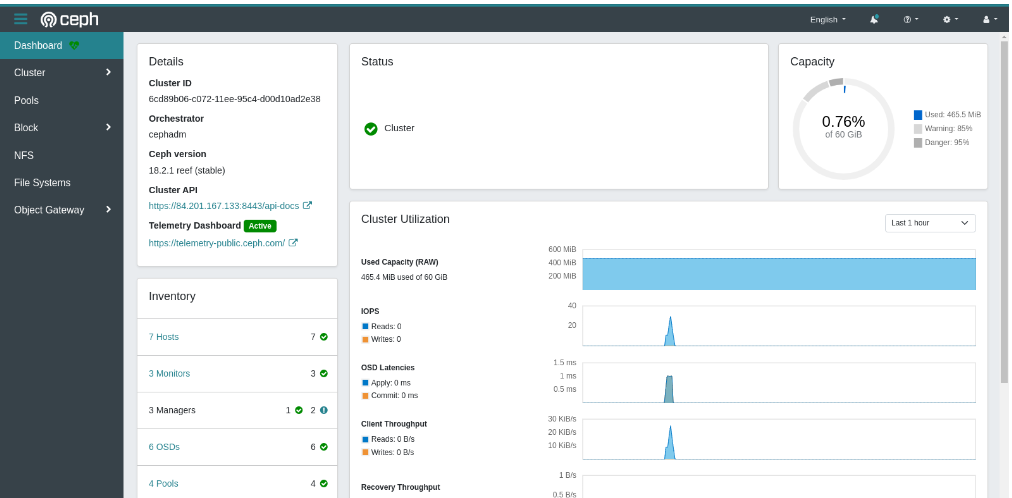 ceph
English
Dashboard
Cluster
Pools
Block
NFS
File Systems
Object Gateway
Details
Cluster ID
6cd89b06-c072-11ee-95c4-d00d10ad2e38
Orchestrator
cephadm
Ceph version
18.2.1 reef (stable)
Cluster API
https://84.201.167.133:8443/api-docs
Telemetry Dashboard Active
https://telemetry-public.ceph.com/
Inventory
7 Hosts 7
3 Monitors 3
3 Managers 1 2
6 OSDs 6
4 Pools 4
Status
Cluster
Capacity
0.76%
of 60 GiB
Used: 465.5 MiB
Warning: 85%
Danger: 95%
Cluster Utilization
Last 1 hour
Used Capacity (RAW)
465.4 MiB used of 60 GiB
600 MiB
400 MiB
200 MiB
IOPS
Reads: 0
Writes: 0
40
20
OSD Latencies
Apply: 0 ms
Commit: 0 ms
1.5 ms
1 ms
0.5 ms
Client Throughput
Reads: 0 B/s
Writes: 0 B/s
30 KiB/s
20 KiB/s
10 KiB/s
Recovery Throughput
1 B/s
0.5 B/s